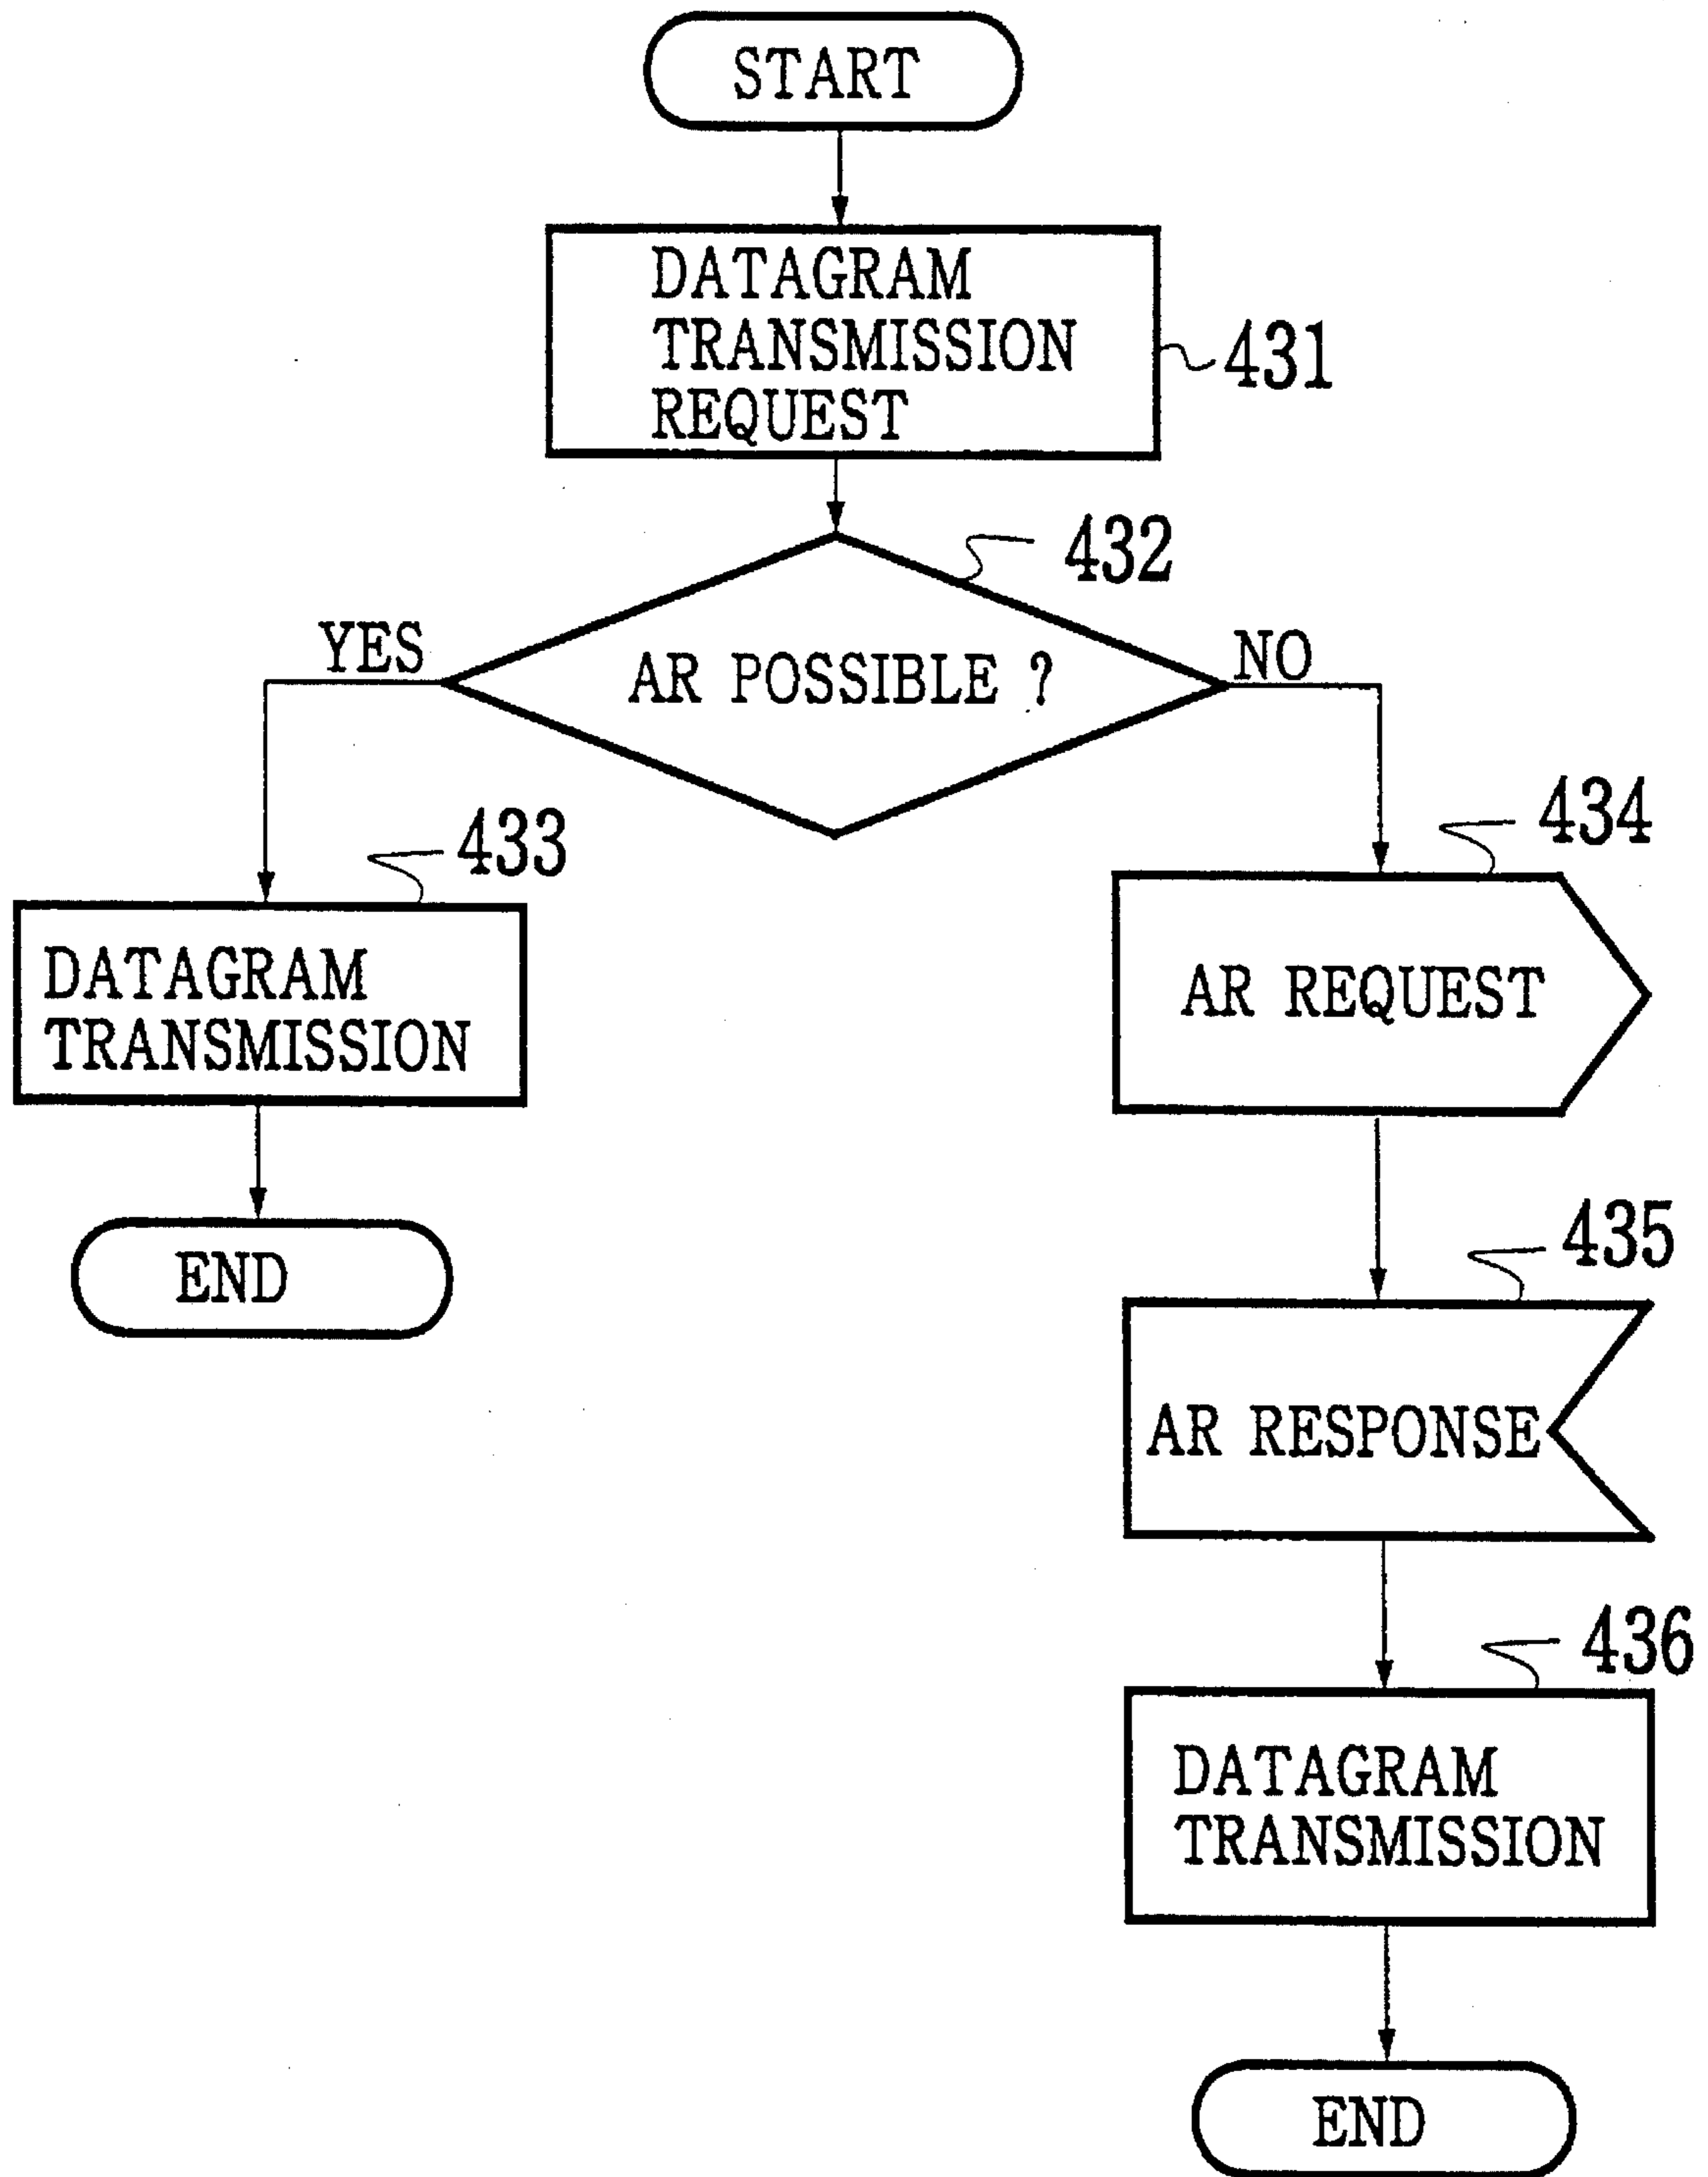 START
DATAGRAM
TRANSMISSION
REQUEST
431
432
YES
AR POSSIBLE ?
NO
433
434
DATAGRAM
TRANSMISSION
AR REQUEST
END
435
AR RESPONSE
436
DATAGRAM
TRANSMISSION
END